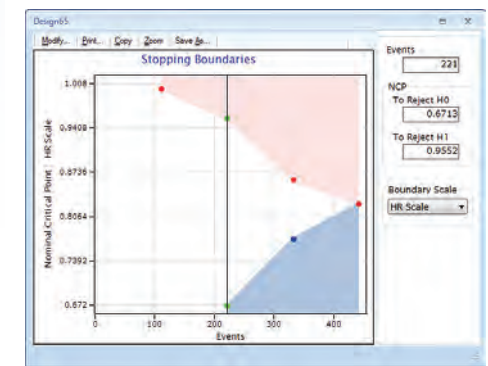 Design65
Modify... Print... Copy Zoom Save As...
Stopping Boundaries
Nominal Critical Point : HR Scale
1.008
0.9408
0.8736
0.8064
0.7392
0.672
0 100 200 300 400
Events
Events
221
NCP
To Reject H0
0.6713
To Reject H1
0.9552
Boundary Scale
HR Scale